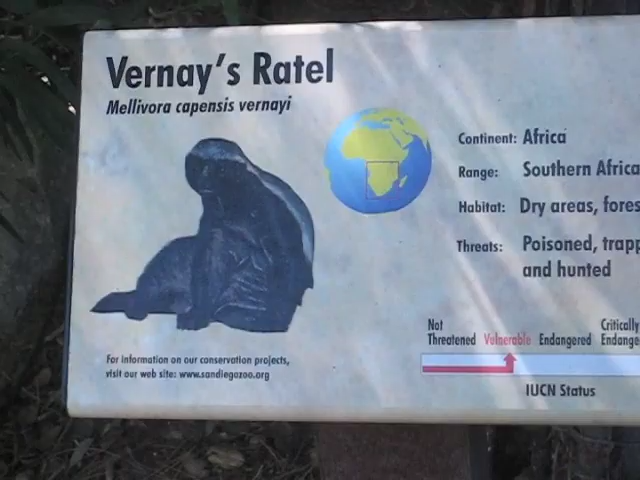 Vernay's Ratel
Mellivora capensis vernayi
Continent: Africa
Range: Southern Africa
Habitat: Dry areas, fores
Threats: Poisoned, trapp
and hunted
Not Threatened Vulnerable Endangered Critically Endange
IUCN Status
For information on our conservation projects,
visit our web site: www.sandiegozoo.org